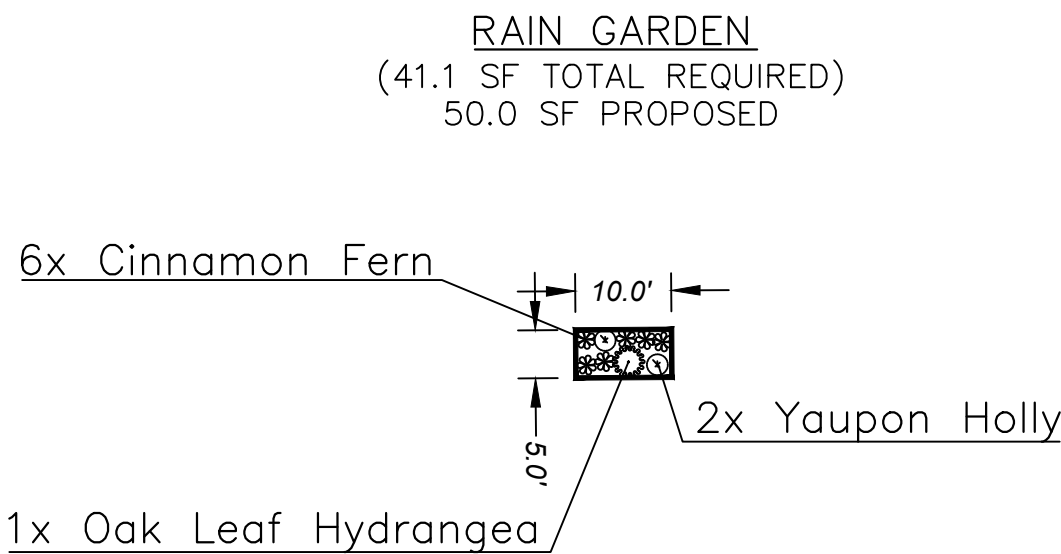 RAIN GARDEN
(41.1 SF TOTAL REQUIRED)
50.0 SF PROPOSED
6x Cinnamon Fern
10.0'
5.0'
2x Yaupon Holly
1x Oak Leaf Hydrangea